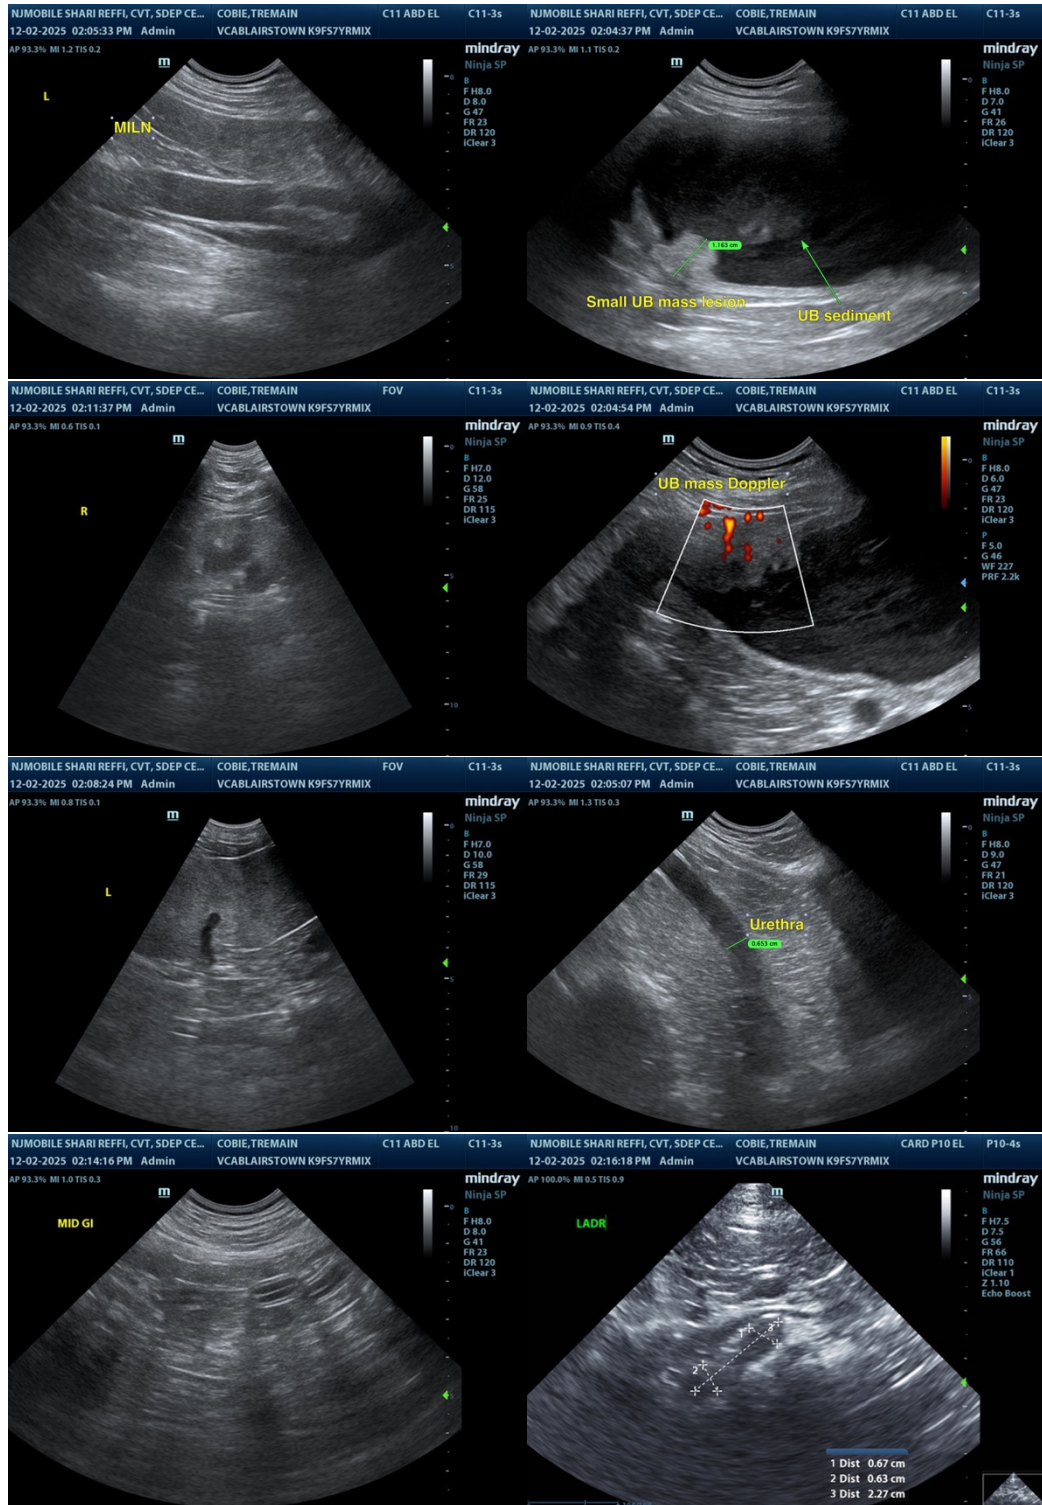 NJMOBILE SHARI REFFI, CVT, SDEP CE... COBIE,TREMAIN C11 ABD EL C11-3s
12-02-2025 02:05:33 PM Admin VCABLAIRSTOWN K9FS7YRMIX
AP 93.3% MI 1.2 TIS 0.2
mindray
Ninja SP
m
L
MILN
B
F H8.0
D 8.0
G 47
FR 23
DR 120
iClear 3
0
5
NJMOBILE SHARI REFFI, CVT, SDEP CE... COBIE,TREMAIN C11 ABD EL C11-3s
12-02-2025 02:04:37 PM Admin VCABLAIRSTOWN K9FS7YRMIX
AP 93.3% MI 1.1 TIS 0.2
mindray
Ninja SP
m
B
F H8.0
D 7.0
G 41
FR 26
DR 120
iClear 3
0
1.163 cm
Small UB mass lesion
UB sediment
NJMOBILE SHARI REFFI, CVT, SDEP CE... COBIE,TREMAIN FOV C11-3s
12-02-2025 02:11:37 PM Admin VCABLAIRSTOWN K9FS7YRMIX
AP 93.3% MI 0.6 TIS 0.1
mindray
Ninja SP
m
R
B
F H7.0
D 12.0
G 58
FR 25
DR 115
iClear 3
0
5
10
NJMOBILE SHARI REFFI, CVT, SDEP CE... COBIE,TREMAIN C11 ABD EL C11-3s
12-02-2025 02:04:54 PM Admin VCABLAIRSTOWN K9FS7YRMIX
AP 93.3% MI 0.9 TIS 0.4
mindray
Ninja SP
m
UB mass Doppler
B
F H8.0
D 6.0
G 47
FR 23
DR 120
iClear 3
P
F 5.0
G 46
WF 227
PRF 2.2k
0
5
NJMOBILE SHARI REFFI, CVT, SDEP CE... COBIE,TREMAIN FOV C11-3s
12-02-2025 02:08:24 PM Admin VCABLAIRSTOWN K9FS7YRMIX
AP 93.3% MI 0.8 TIS 0.1
mindray
Ninja SP
m
L
B
F H7.0
D 10.0
G 58
FR 29
DR 115
iClear 3
0
5
10
NJMOBILE SHARI REFFI, CVT, SDEP CE... COBIE,TREMAIN C11 ABD EL C11-3s
12-02-2025 02:05:07 PM Admin VCABLAIRSTOWN K9FS7YRMIX
AP 93.3% MI 1.3 TIS 0.3
mindray
Ninja SP
m
B
F H8.0
D 9.0
G 47
FR 21
DR 120
iClear 3
0
5
Urethra
0.653 cm
NJMOBILE SHARI REFFI, CVT, SDEP CE... COBIE,TREMAIN C11 ABD EL C11-3s
12-02-2025 02:14:16 PM Admin VCABLAIRSTOWN K9FS7YRMIX
AP 93.3% MI 1.0 TIS 0.3
mindray
Ninja SP
m
MID GI
B
F H8.0
D 8.0
G 41
FR 23
DR 120
iClear 3
0
5
NJMOBILE SHARI REFFI, CVT, SDEP CE... COBIE,TREMAIN CARD P10 EL P10-4s
12-02-2025 02:16:18 PM Admin VCABLAIRSTOWN K9FS7YRMIX
AP 100.0% MI 0.5 TIS 0.9
mindray
Ninja SP
m
LADR
B
F H7.5
D 7.5
G 56
FR 66
DR 110
iClear 1
Z 1.10
Echo Boost
1
2
1 Dist 0.67 cm
2 Dist 0.63 cm
3 Dist 2.27 cm